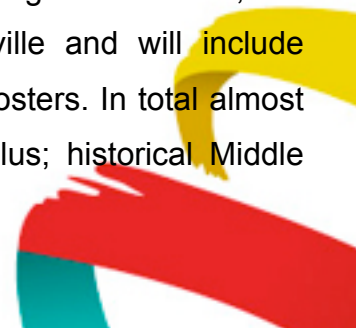 ville and will include
osters. In total almost
lus; historical Middle